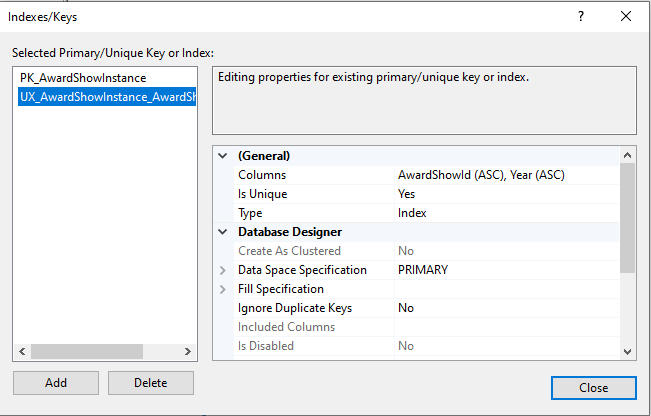 Indexes/Keys
Selected Primary/Unique Key or Index:
PK_AwardShowInstance
UX_AwardShowInstance_AwardSh
Editing properties for existing primary/unique key or index.
(General)
Columns AwardShowId (ASC), Year (ASC)
Is Unique Yes
Type Index
Database Designer
Create As Clustered No
Data Space Specification PRIMARY
Fill Specification
Ignore Duplicate Keys No
Included Columns
Is Disabled No
Add Delete
Close